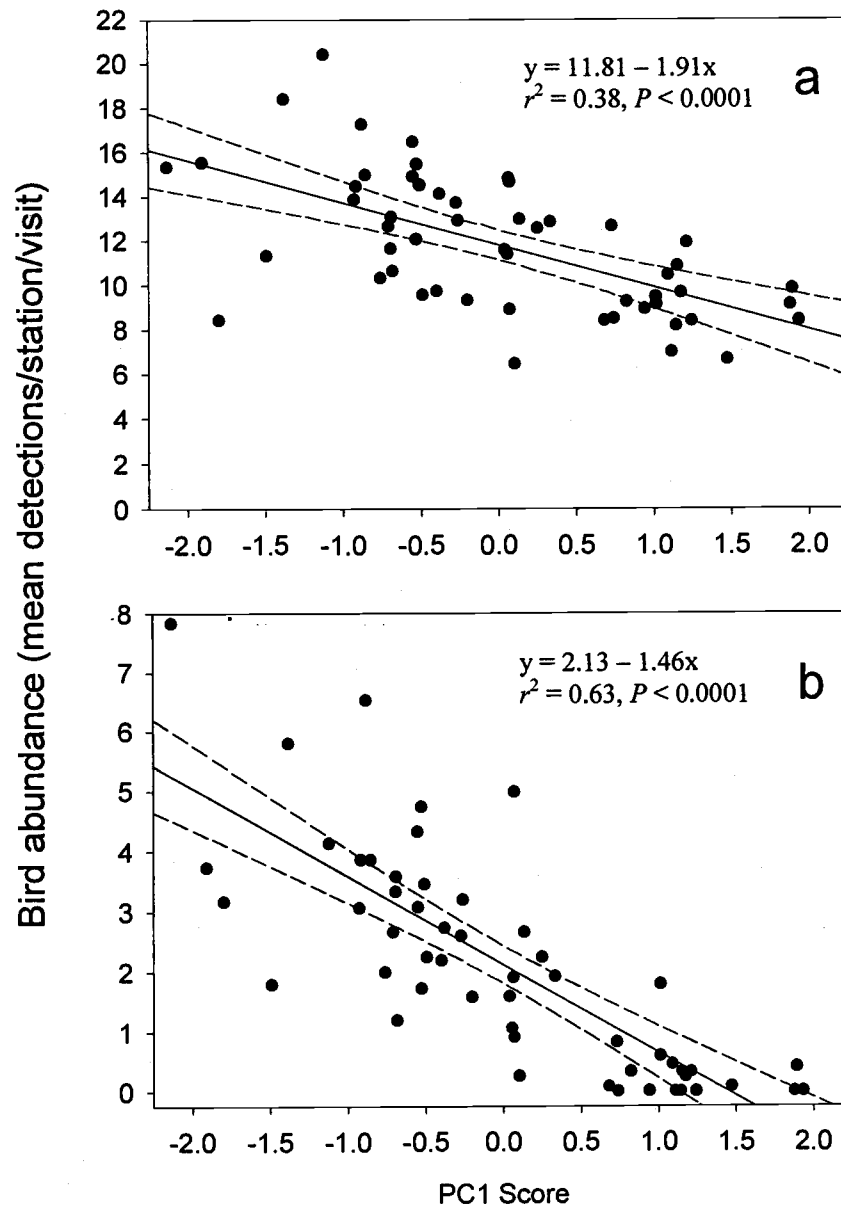 Bird abundance (mean detections/station/visit)
22
20
18
16
14
12
10
8
6
4
2
0
y = 11.81 – 1.91x
r² = 0.38, P < 0.0001
a
-2.0 -1.5 -1.0 -0.5 0.0 0.5 1.0 1.5 2.0
8
7
6
5
4
3
2
1
0
y = 2.13 – 1.46x
r² = 0.63, P < 0.0001
b
-2.0 -1.5 -1.0 -0.5 0.0 0.5 1.0 1.5 2.0
PC1 Score